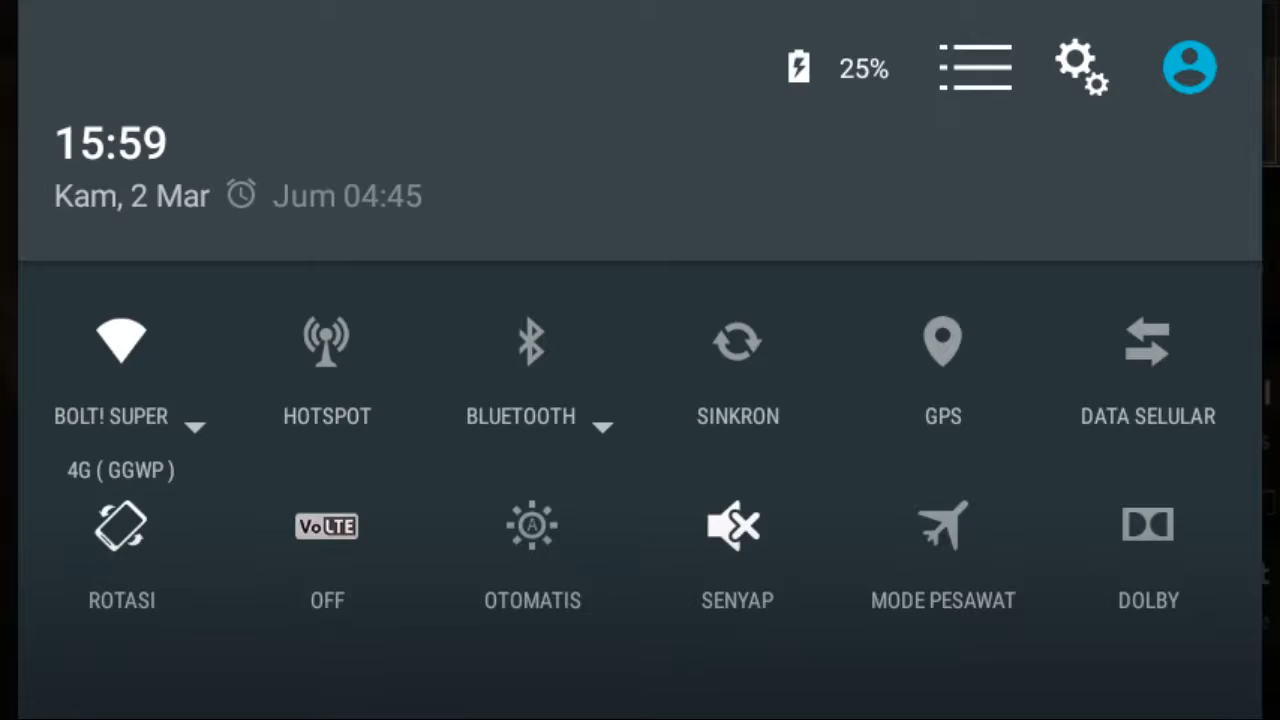 25%
15:59
Kam, 2 Mar Jum 04:45
BOLT! SUPER HOTSPOT BLUETOOTH SINKRON GPS DATA SELULAR
4G ( GGWP )
VoLTE A
ROTASI OFF OTOMATIS SENYAP MODE PESAWAT DOLBY